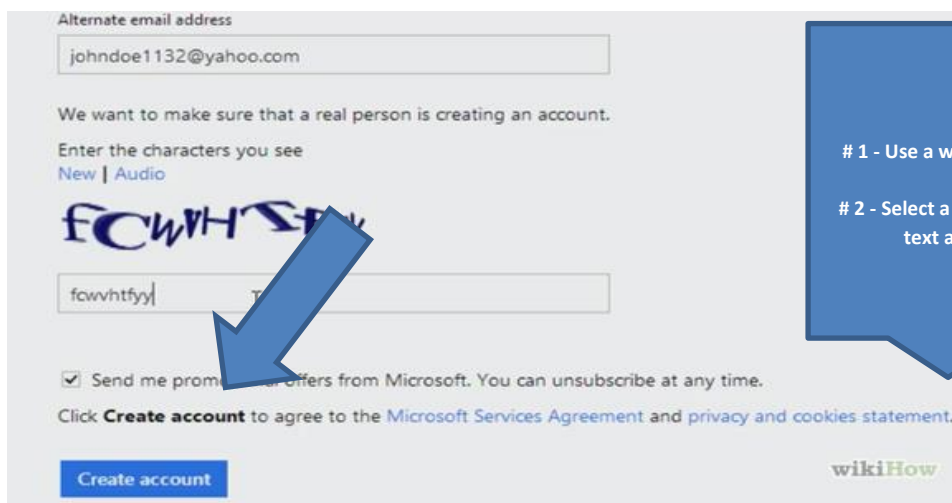 Alternate email address
johndoe1132@yahoo.com
We want to make sure that a real person is creating an account.
Enter the characters you see
New | Audio
fcwvhtfyy
Send me offers from Microsoft. You can unsubscribe at any time.
Click Create account to agree to the Microsoft Services Agreement and privacy and cookies statement.
Create account
# 1 - Use a
# 2 - Select a
text
wikiHow